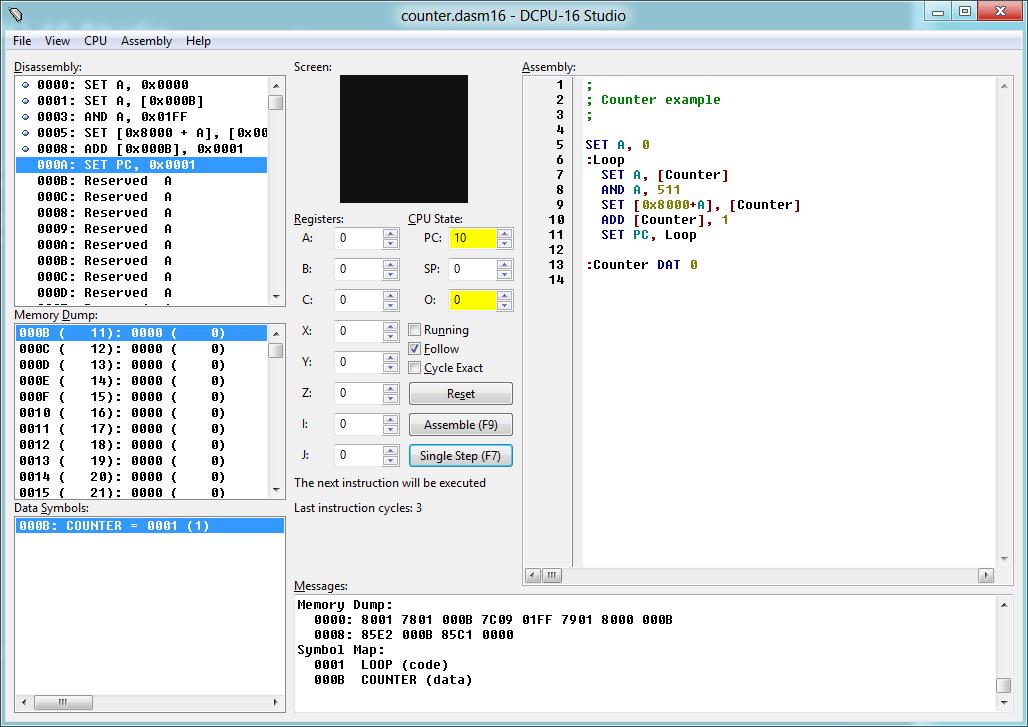 counter.dasm16 - DCPU-16 Studio
File View CPU Assembly Help
Disassembly:
0000: SET A, 0x0000
0001: SET A, [0x000B]
0003: AND A, 0x01FF
0005: SET [0x8000 + A], [0x00
0008: ADD [0x000B], 0x0001
000A: SET PC, 0x0001
000B: Reserved A
000C: Reserved A
0008: Reserved A
0009: Reserved A
000A: Reserved A
000B: Reserved A
000C: Reserved A
000D: Reserved A
Memory Dump:
000B ( 11): 0000 ( 0)
000C ( 12): 0000 ( 0)
000D ( 13): 0000 ( 0)
000E ( 14): 0000 ( 0)
000F ( 15): 0000 ( 0)
0010 ( 16): 0000 ( 0)
0011 ( 17): 0000 ( 0)
0012 ( 18): 0000 ( 0)
0013 ( 19): 0000 ( 0)
0014 ( 20): 0000 ( 0)
0015 ( 21): 0000 ( 0)
Data Symbols:
000B: COUNTER = 0001 (1)
Screen:
Registers:
A: 0
B: 0
C: 0
X: 0
Y: 0
Z: 0
I: 0
J: 0
CPU State:
PC: 10
SP: 0
O: 0
Running
Follow
Cycle Exact
Reset
Assemble (F9)
Single Step (F7)
The next instruction will be executed
Last instruction cycles: 3
Assembly:
1 ;
2 ; Counter example
3 ;
4
5 SET A, 0
6 :Loop
7 SET A, [Counter]
8 AND A, 511
9 SET [0x8000+A], [Counter]
10 ADD [Counter], 1
11 SET PC, Loop
12
13 :Counter DAT 0
14
Messages:
Memory Dump:
0000: 8001 7801 000B 7C09 01FF 7901 8000 000B
0008: 85E2 000B 85C1 0000
Symbol Map:
0001 LOOP (code)
000B COUNTER (data)